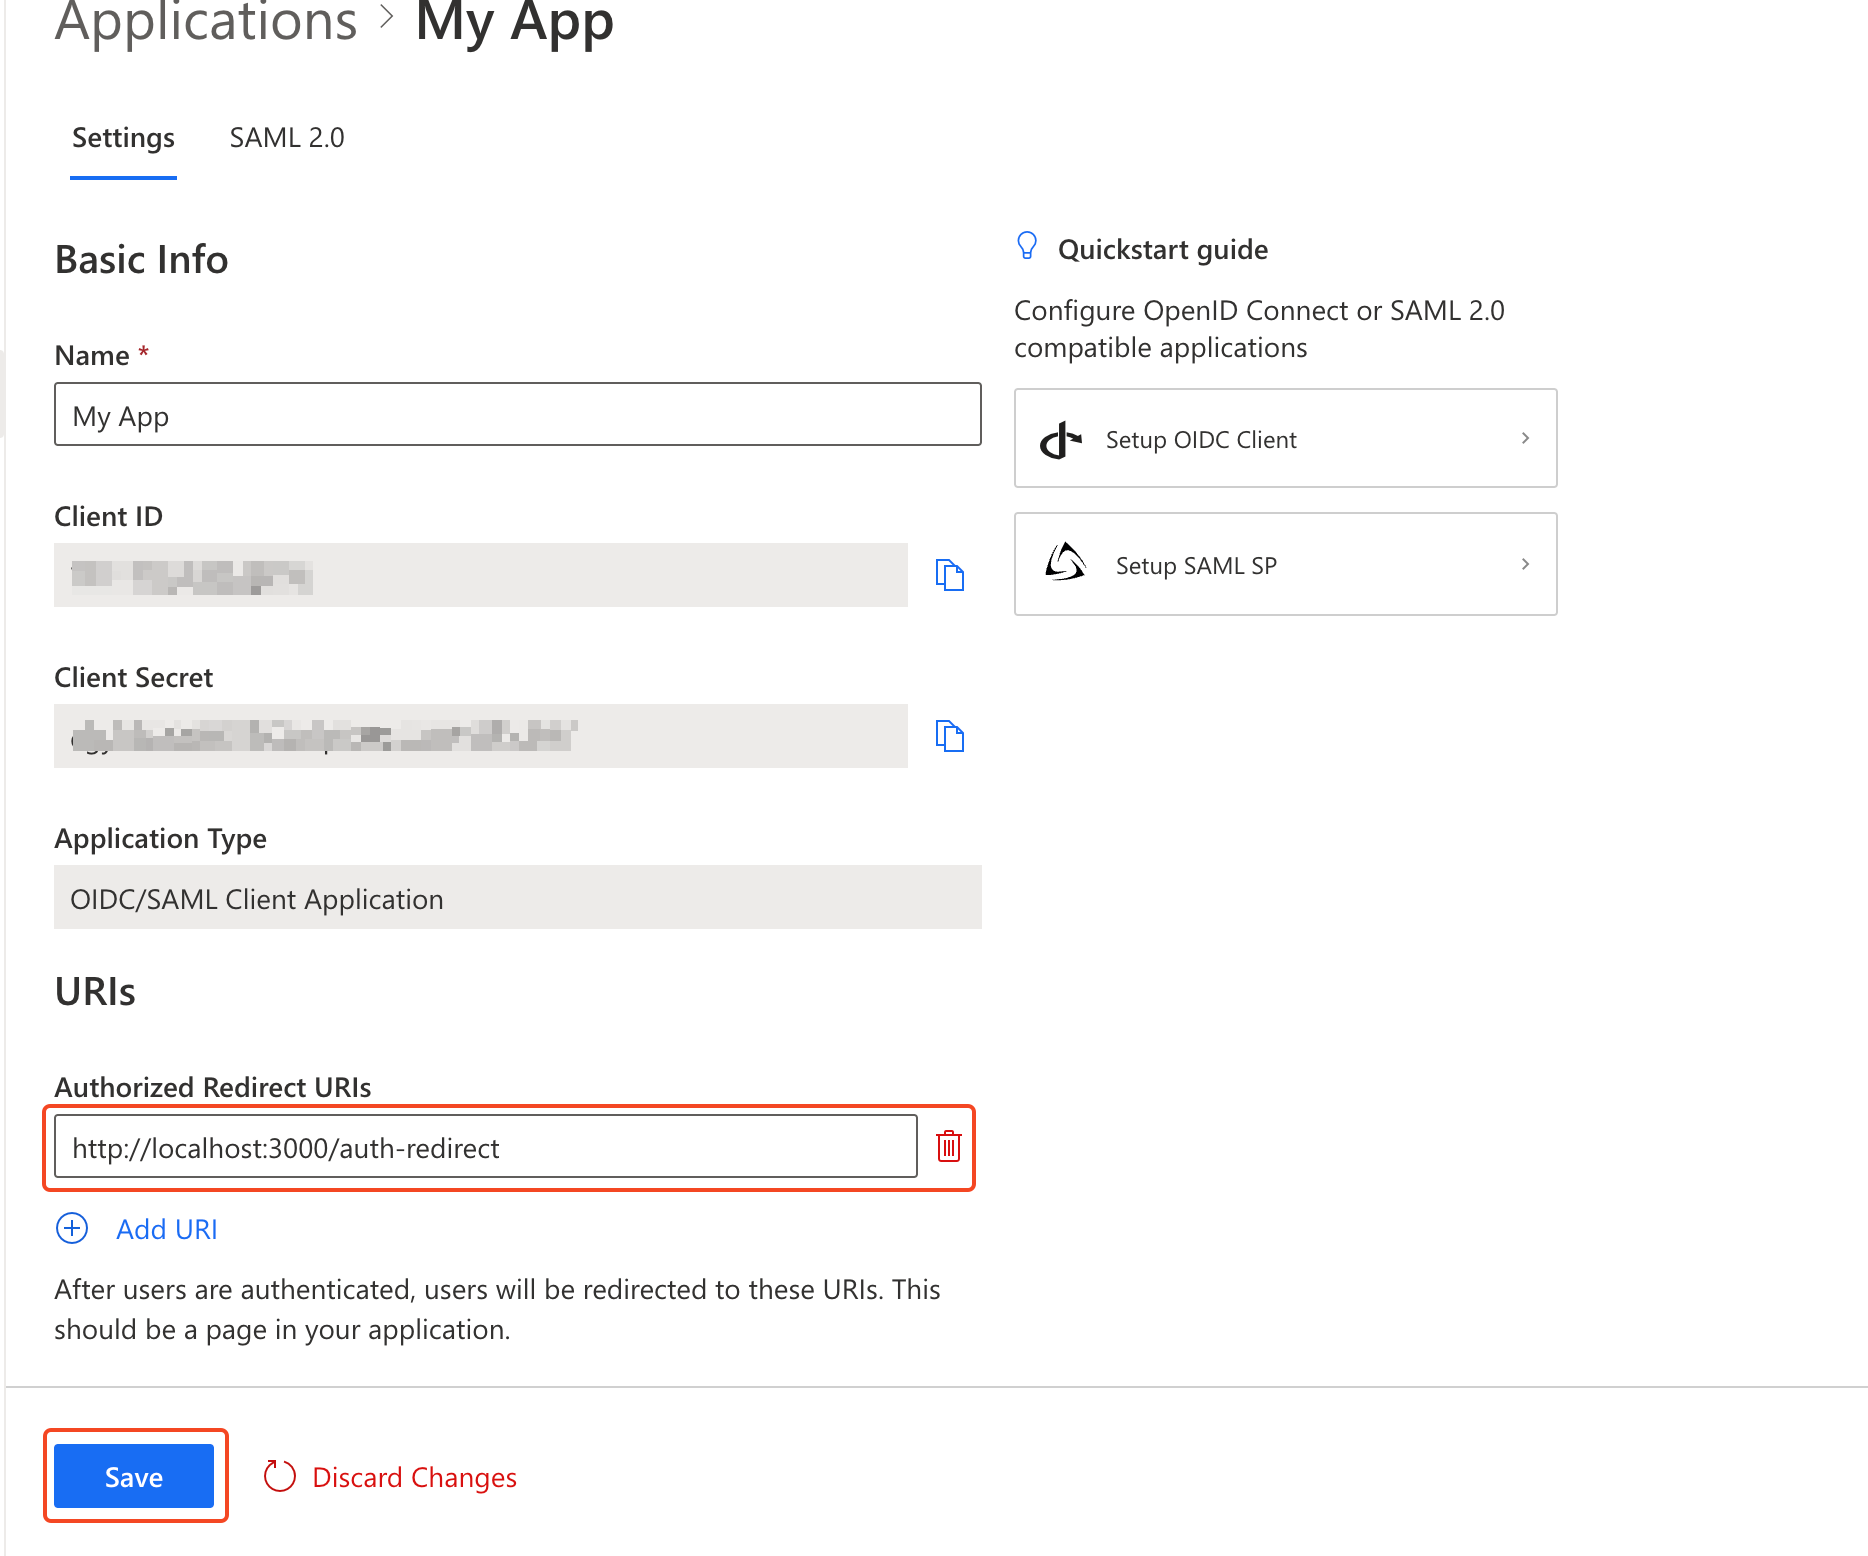 Applications > My App
Settings SAML 2.0
Basic Info
Name *
My App
Client ID
Client Secret
Application Type
OIDC/SAML Client Application
URIs
Authorized Redirect URIs
http://localhost:3000/auth-redirect
Add URI
After users are authenticated, users will be redirected to these URIs. This
should be a page in your application.
Save Discard Changes
Quickstart guide
Configure OpenID Connect or SAML 2.0
compatible applications
Setup OIDC Client
Setup SAML SP